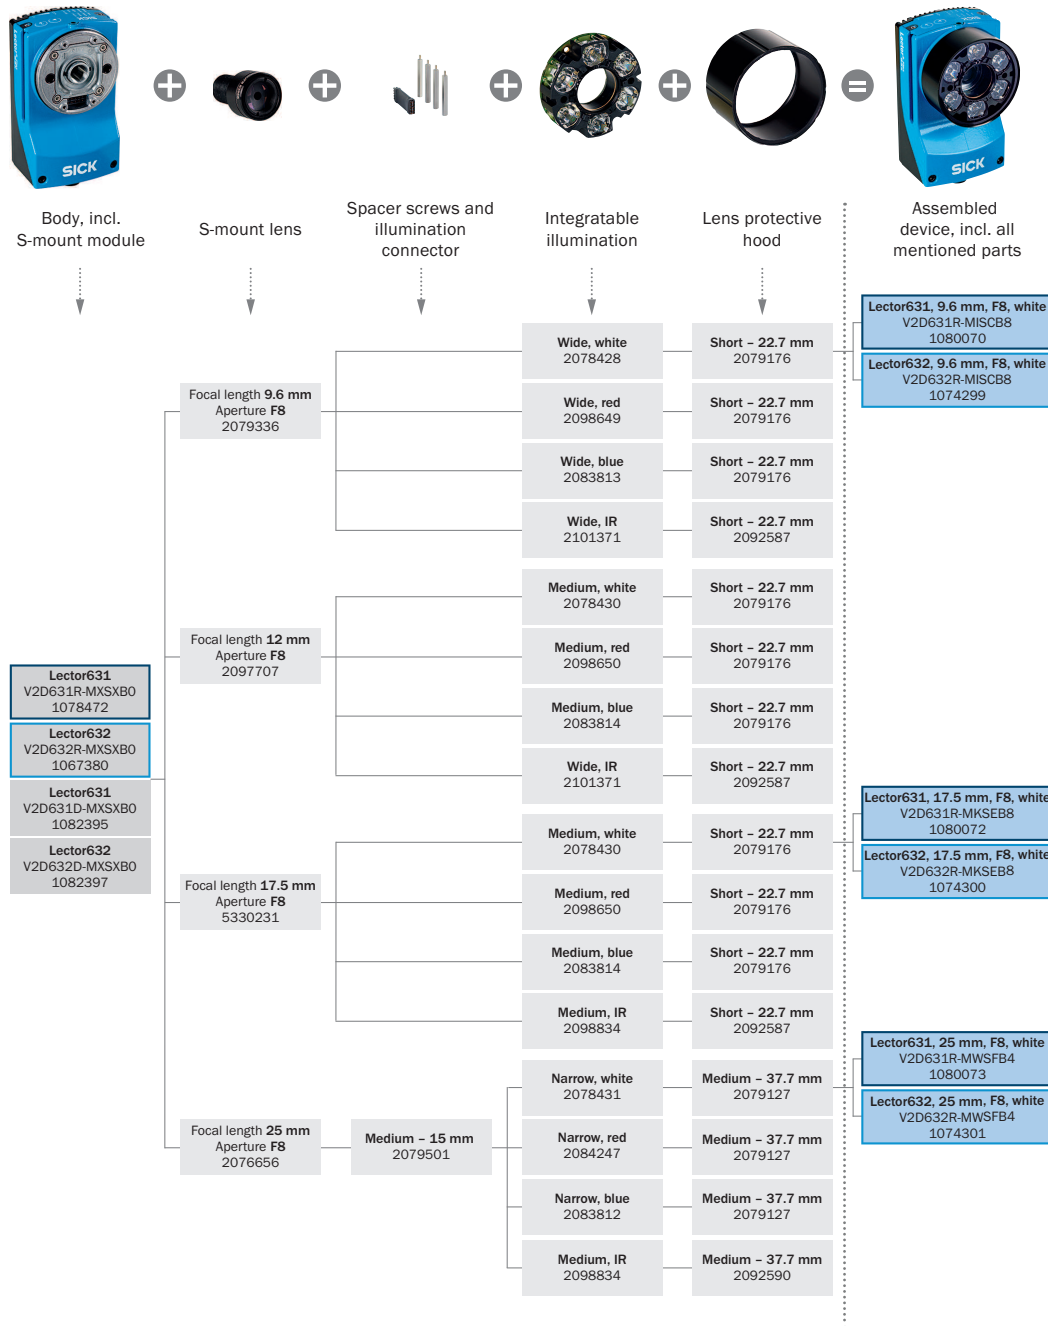 SICK
SICK
Body, incl.
S-mount module
S-mount lens
Spacer screws and
illumination
connector
Integratable
illumination
Lens protective
hood
Assembled
device, incl. all
mentioned parts
Lector631
V2D631R-MXSXB0
1078472
Lector632
V2D632R-MXSXB0
1067380
Lector631
V2D631D-MXSXB0
1082395
Lector632
V2D632D-MXSXB0
1082397
Focal length 9.6 mm
Aperture F8
2079336
Wide, white
2078428
Short – 22.7 mm
2079176
Lector631, 9.6 mm, F8, white
V2D631R-MISCB8
1080070
Lector632, 9.6 mm, F8, white
V2D632R-MISCB8
1074299
Wide, red
2098649
Short – 22.7 mm
2079176
Wide, blue
2083813
Short – 22.7 mm
2079176
Wide, IR
2101371
Short – 22.7 mm
2092587
Focal length 12 mm
Aperture F8
2097707
Medium, white
2078430
Short – 22.7 mm
2079176
Medium, red
2098650
Short – 22.7 mm
2079176
Medium, blue
2083814
Short – 22.7 mm
2079176
Wide, IR
2101371
Short – 22.7 mm
2092587
Focal length 17.5 mm
Aperture F8
5330231
Medium, white
2078430
Short – 22.7 mm
2079176
Lector631, 17.5 mm, F8, white
V2D631R-MKSEB8
1080072
Lector632, 17.5 mm, F8, white
V2D632R-MKSEB8
1074300
Medium, red
2098650
Short – 22.7 mm
2079176
Medium, blue
2083814
Short – 22.7 mm
2079176
Medium, IR
2098834
Short – 22.7 mm
2092587
Focal length 25 mm
Aperture F8
2076656
Medium – 15 mm
2079501
Narrow, white
2078431
Medium – 37.7 mm
2079127
Lector631, 25 mm, F8, white
V2D631R-MWSFB4
1080073
Lector632, 25 mm, F8, white
V2D632R-MWSFB4
1074301
Narrow, red
2084247
Medium – 37.7 mm
2079127
Narrow, blue
2083812
Medium – 37.7 mm
2079127
Medium, IR
2098834
Medium – 37.7 mm
2092590